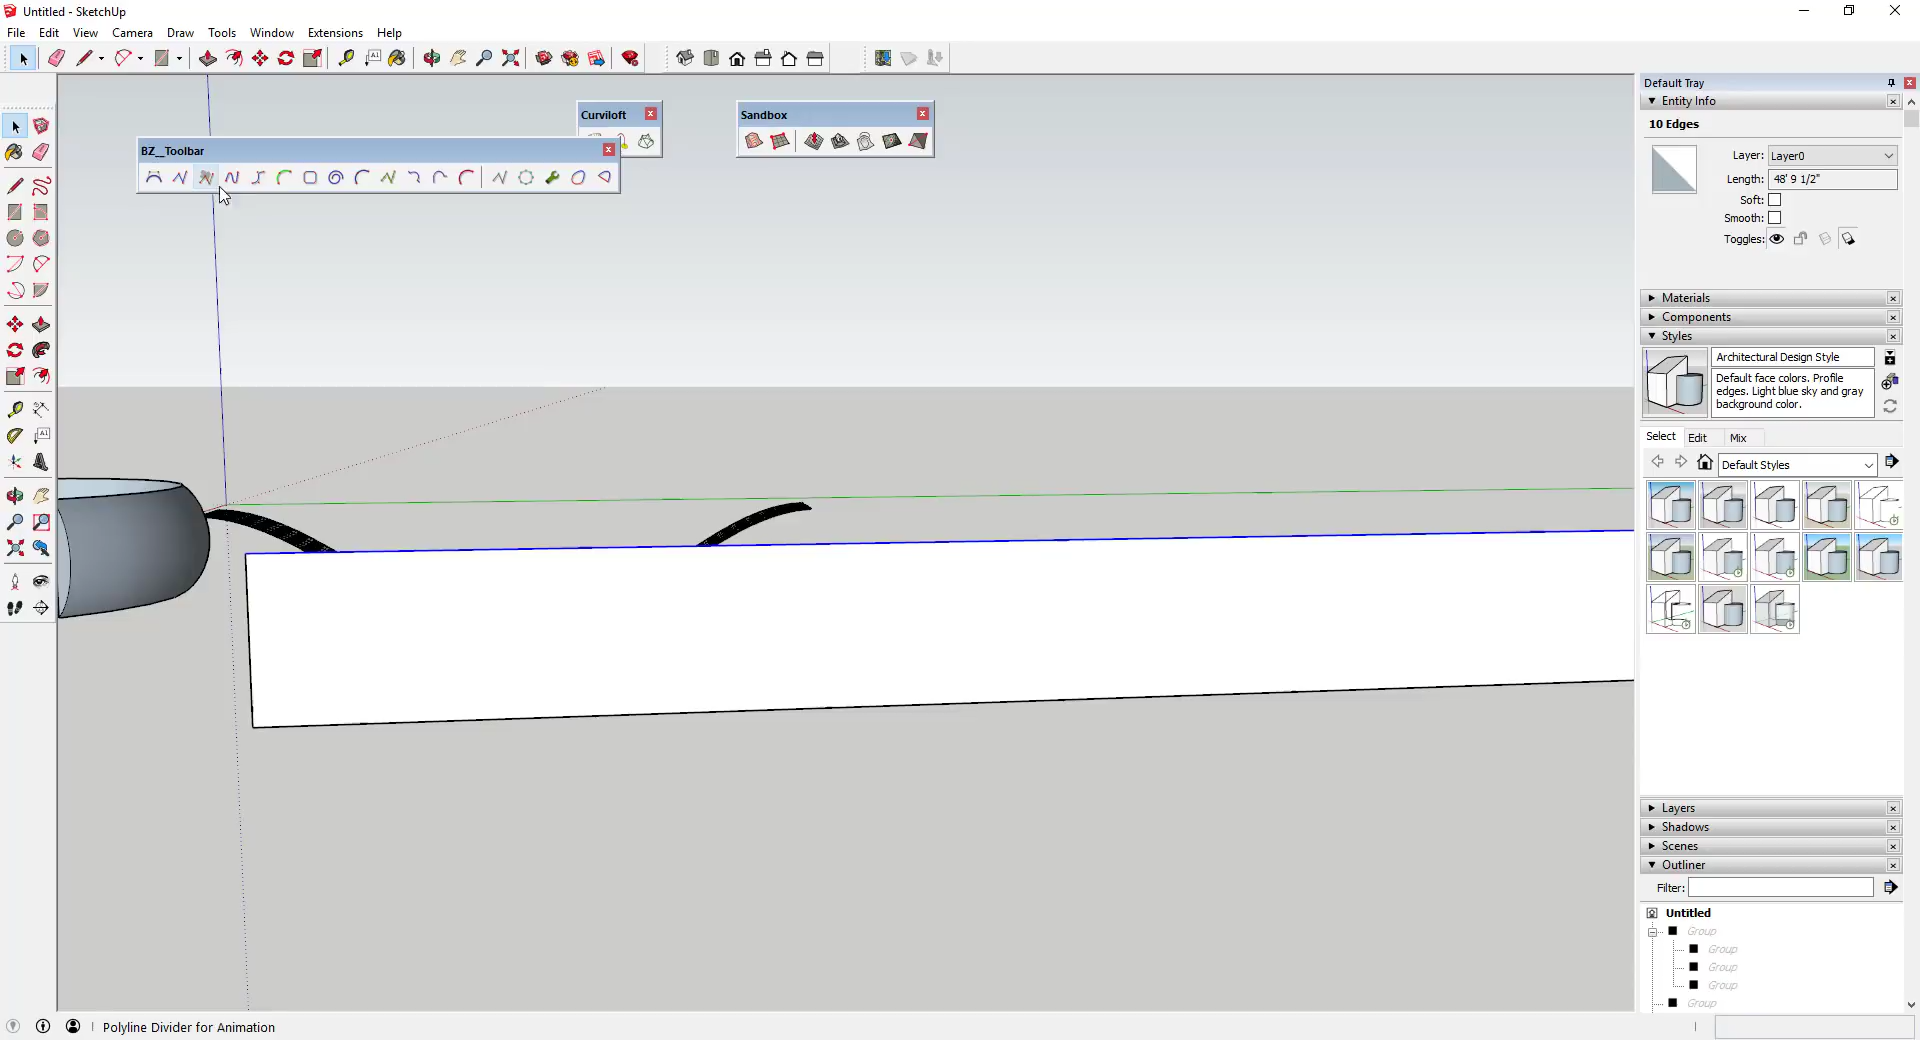 Untitled - SketchUp
File Edit View Camera Draw Tools Window Extensions Help
Default Tray
Entity Info
10 Edges
Layer: Layer0
Length: 48' 9 1/2"
Soft:
Smooth:
Toggles:
Curviloft
Sandbox
BZ__Toolbar
Materials
Components
Styles
Architectural Design Style
Default face colors. Profile
edges. Light blue sky and gray
background color.
Select Edit Mix
Default Styles
Layers
Shadows
Scenes
Outliner
Filter:
Untitled
Group
Group
Group
Group
Group
Polyline Divider for Animation